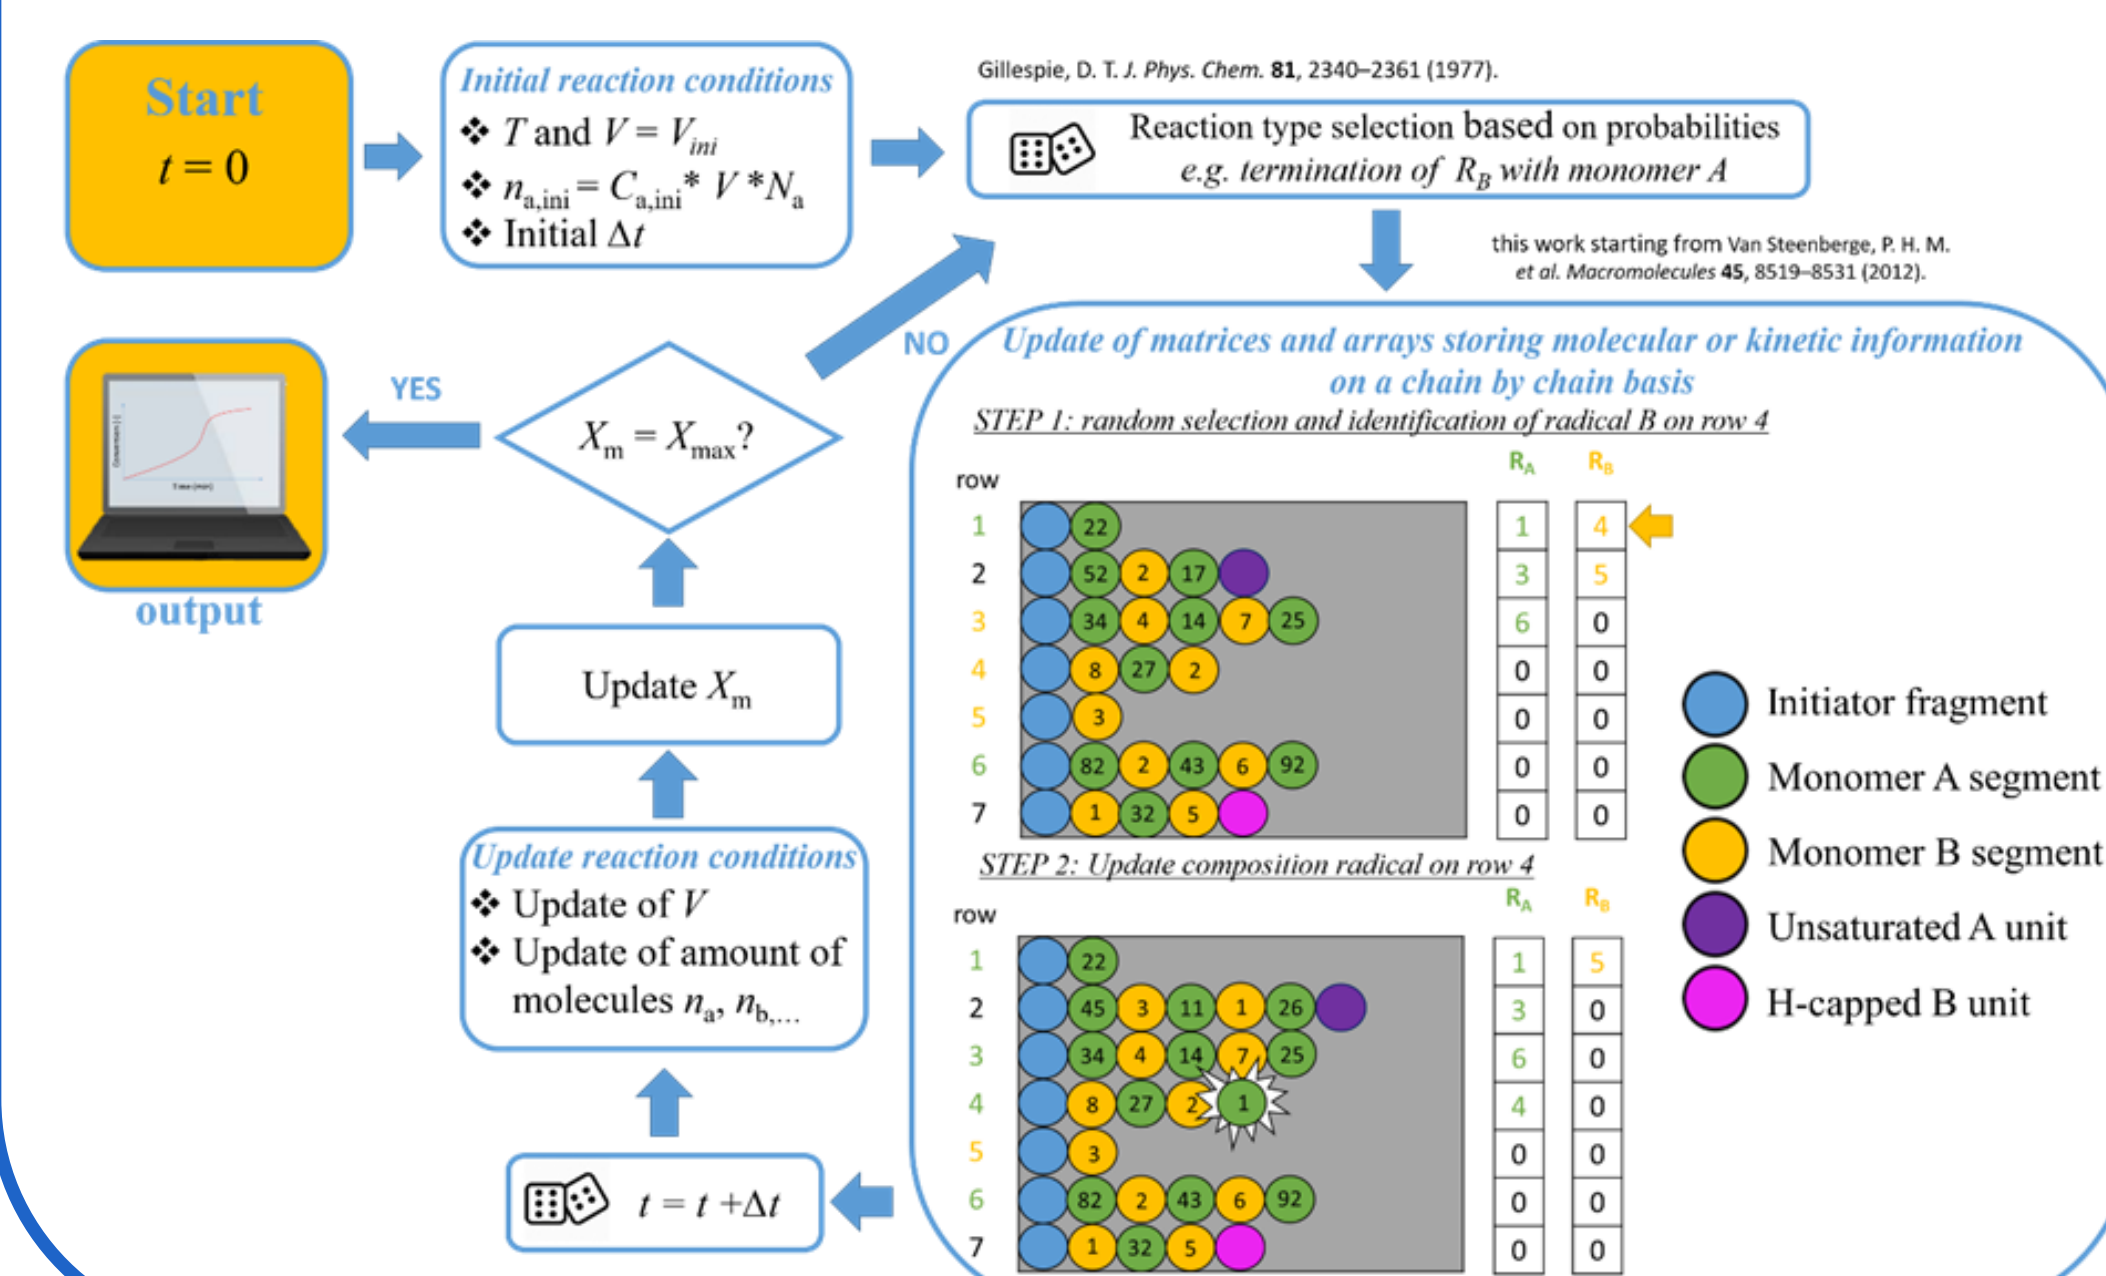 Start
t = 0
Initial reaction conditions
❖ T and V = Vini
❖ na,ini = Ca,ini* V *Na
❖ Initial Δt
Gillespie, D. T. J. Phys. Chem. 81, 2340–2361 (1977).
Reaction type selection based on probabilities
e.g. termination of RB with monomer A
this work starting from Van Steenberge, P. H. M.
et al. Macromolecules 45, 8519–8531 (2012).
NO
YES
Xm = Xmax?
Time (min)
output
Update Xm
Update reaction conditions
❖ Update of V
❖ Update of amount of
molecules na, nb,...
t = t +Δt
Update of matrices and arrays storing molecular or kinetic information
on a chain by chain basis
STEP 1: random selection and identification of radical B on row 4
row RA RB
1 22 1 4
2 52 2 17 3 5
3 34 4 14 7 25 6 0
4 8 27 2 0 0
5 3 0 0
6 82 2 43 6 92 0 0
7 1 32 5 0 0
STEP 2: Update composition radical on row 4
row RA RB
1 22 1 5
2 45 3 11 1 26 3 0
3 34 4 14 7 25 6 0
4 8 27 2 1 4 0
5 3 0 0
6 82 2 43 6 92 0 0
7 1 32 5 0 0
Initiator fragment
Monomer A segment
Monomer B segment
Unsaturated A unit
H-capped B unit